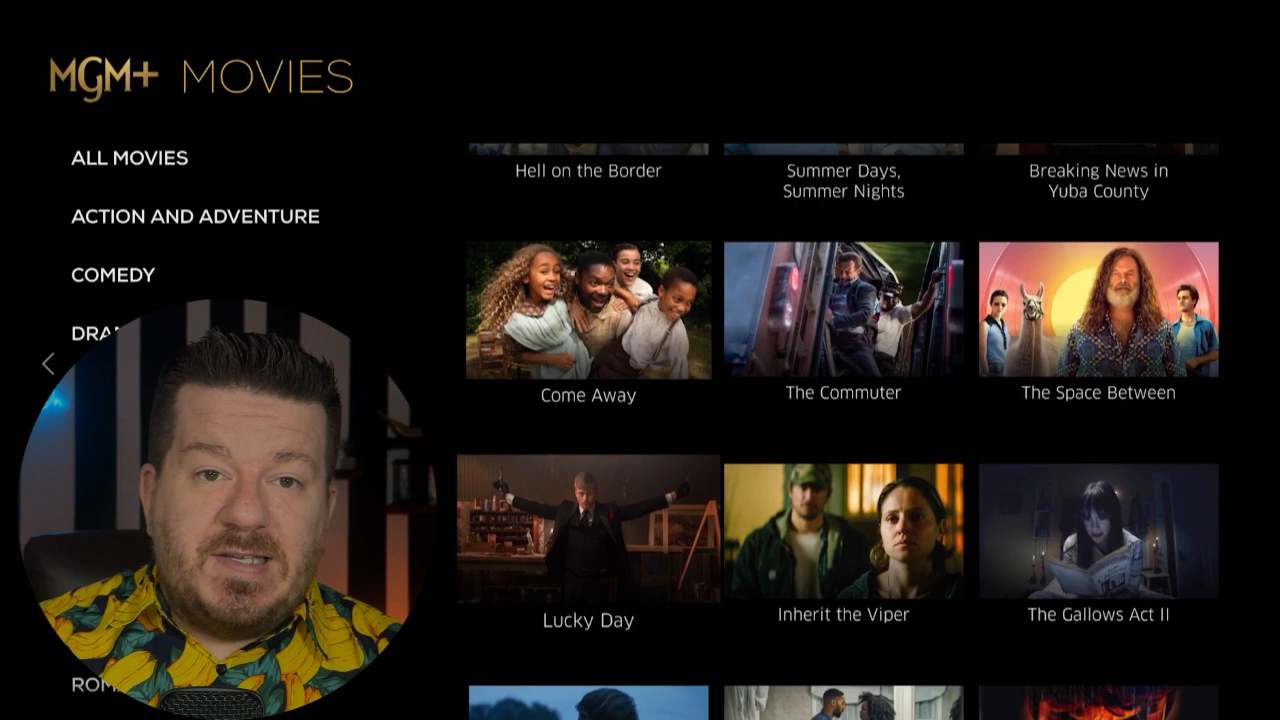 MGM+ MOVIES
ALL MOVIES
ACTION AND ADVENTURE
COMEDY
Hell on the Border
Summer Days,
Summer Nights
Breaking News in
Yuba County
Come Away
The Commuter
The Space Between
Lucky Day
Inherit the Viper
The Gallows Act II